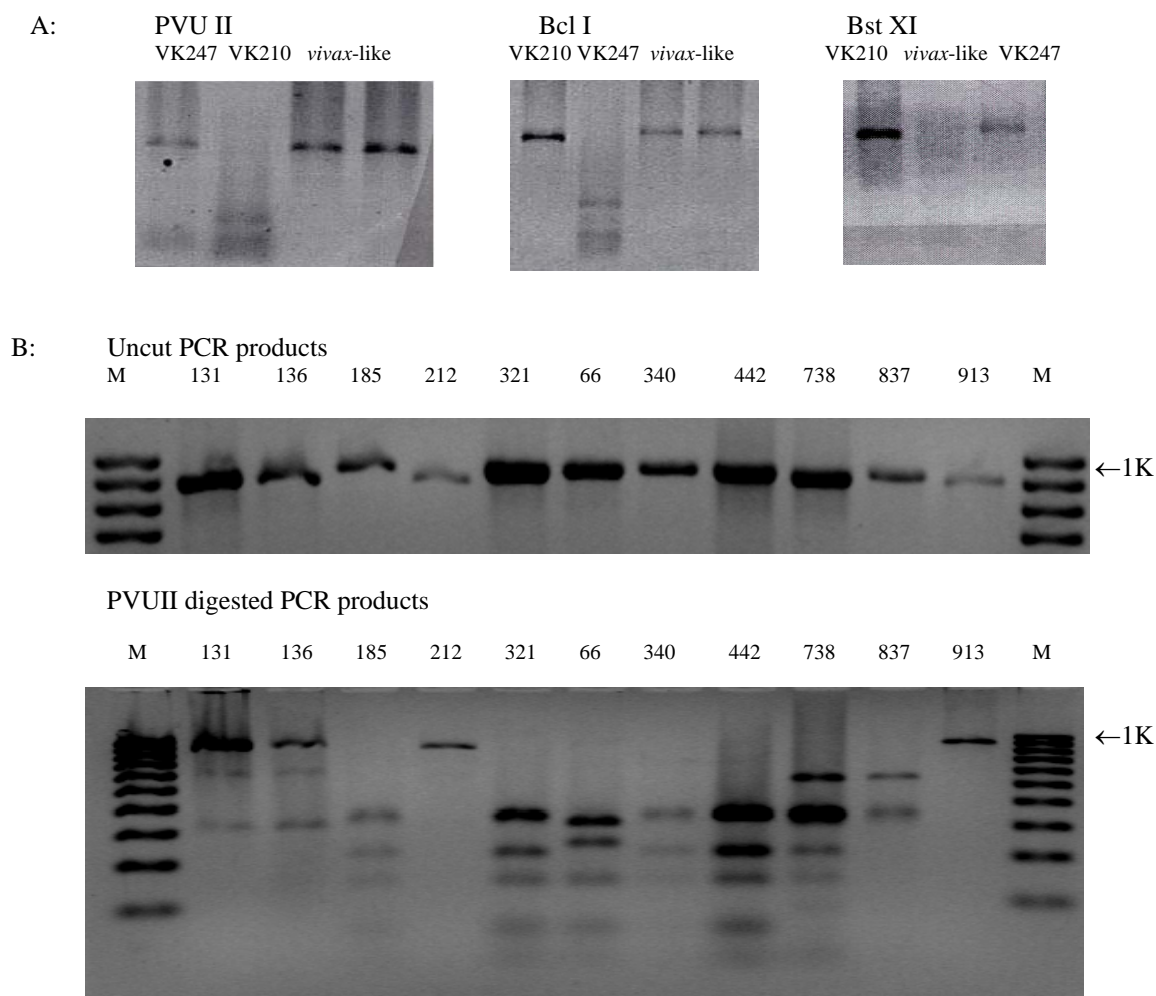 A: PVU II Bcl I Bst XI
VK247 VK210 vivax-like VK210 VK247 vivax-like VK210 vivax-like VK247
B: Uncut PCR products
M 131 136 185 212 321 66 340 442 738 837 913 M
←1K
PVUII digested PCR products
M 131 136 185 212 321 66 340 442 738 837 913 M
←1K